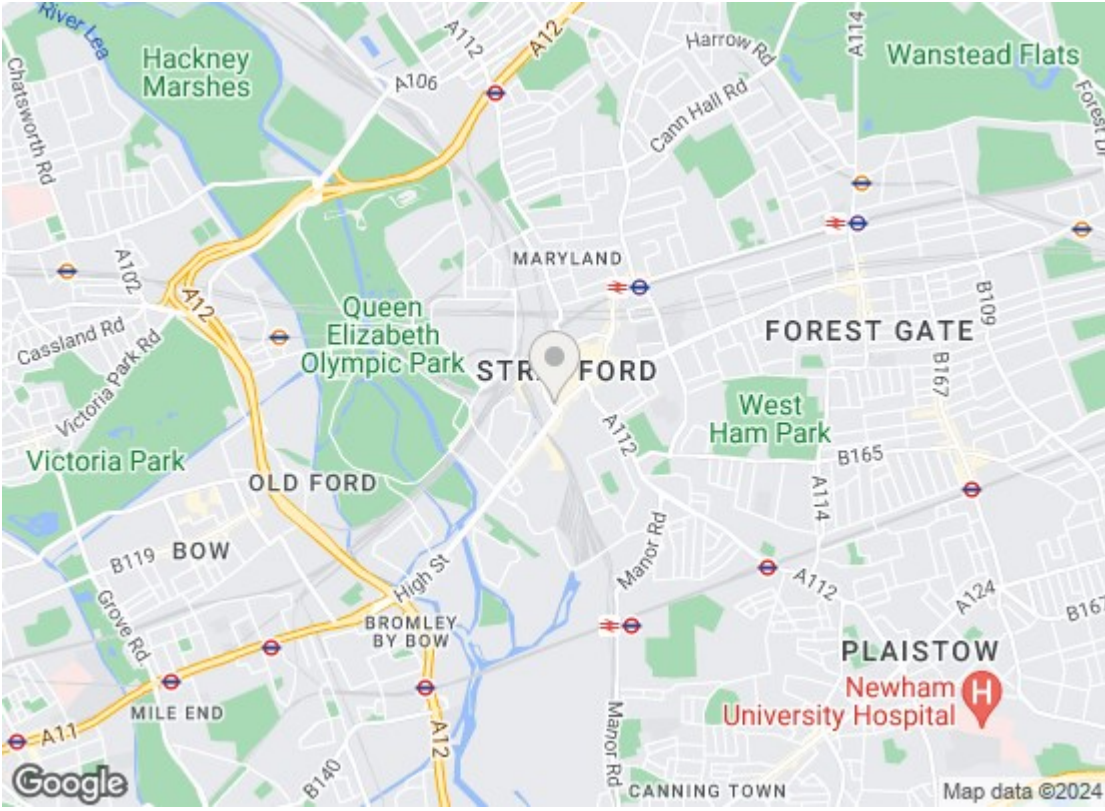 River Lea
Hackney
Marshes
Chatsworth Rd
A106
A112
A12
Harrow Rd
Cann Hall Rd
A114
Wanstead Flats
Forest Dr
A102
A12
Cassland Rd
Victoria Park Rd
MARYLAND
Queen
Elizabeth
Olympic Park
STR FORD
FOREST GATE
B109
B167
West
Ham Park
A112
B165
A114
Victoria Park
OLD FORD
BOW
B119
Grove Rd
High St
Manor Rd
A112
A124
B167
BROMLEY
BY BOW
PLAISTOW
Newham
University Hospital
H
MILE END
A11
A12
B140
Manor Rd
CANNING TOWN
Google
Map data ©2024